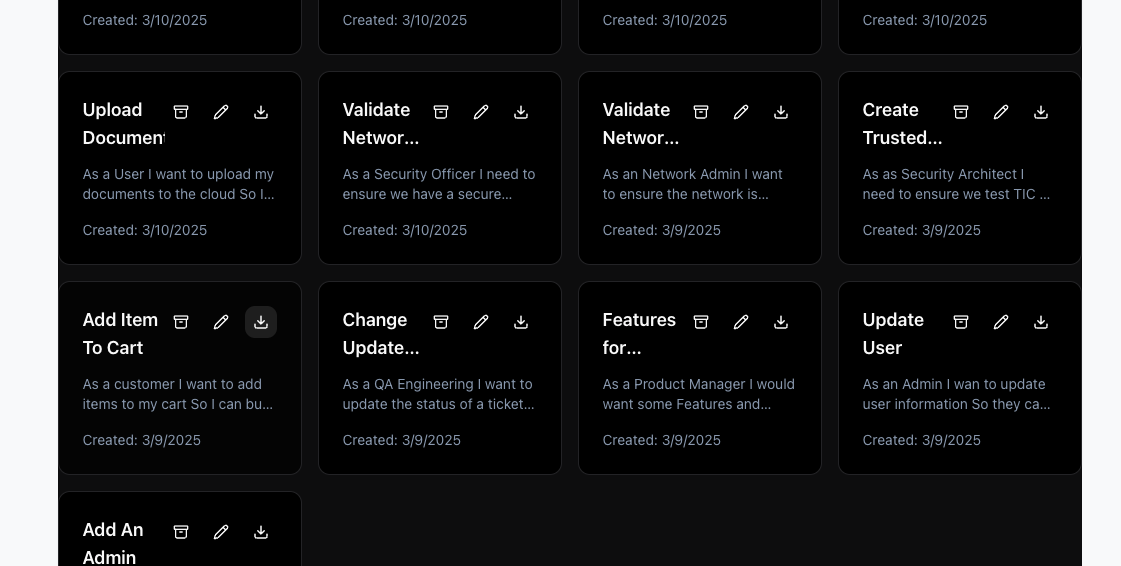 Created: 3/10/2025
Created: 3/10/2025
Created: 3/10/2025
Created: 3/10/2025
Upload
Document
As a User I want to upload my
documents to the cloud So I...
Created: 3/10/2025
Validate
Networ...
As a Security Officer I need to
ensure we have a secure...
Created: 3/10/2025
Validate
Networ...
As an Network Admin I want
to ensure the network is...
Created: 3/9/2025
Create
Trusted...
As as Security Architect I
need to ensure we test TIC ...
Created: 3/9/2025
Add Item
To Cart
As a customer I want to add
items to my cart So I can bu...
Created: 3/9/2025
Change
Update...
As a QA Engineering I want to
update the status of a ticket...
Created: 3/9/2025
Features
for...
As a Product Manager I would
want some Features and...
Created: 3/9/2025
Update
User
As an Admin I wan to update
user information So they ca...
Created: 3/9/2025
Add An
Admin